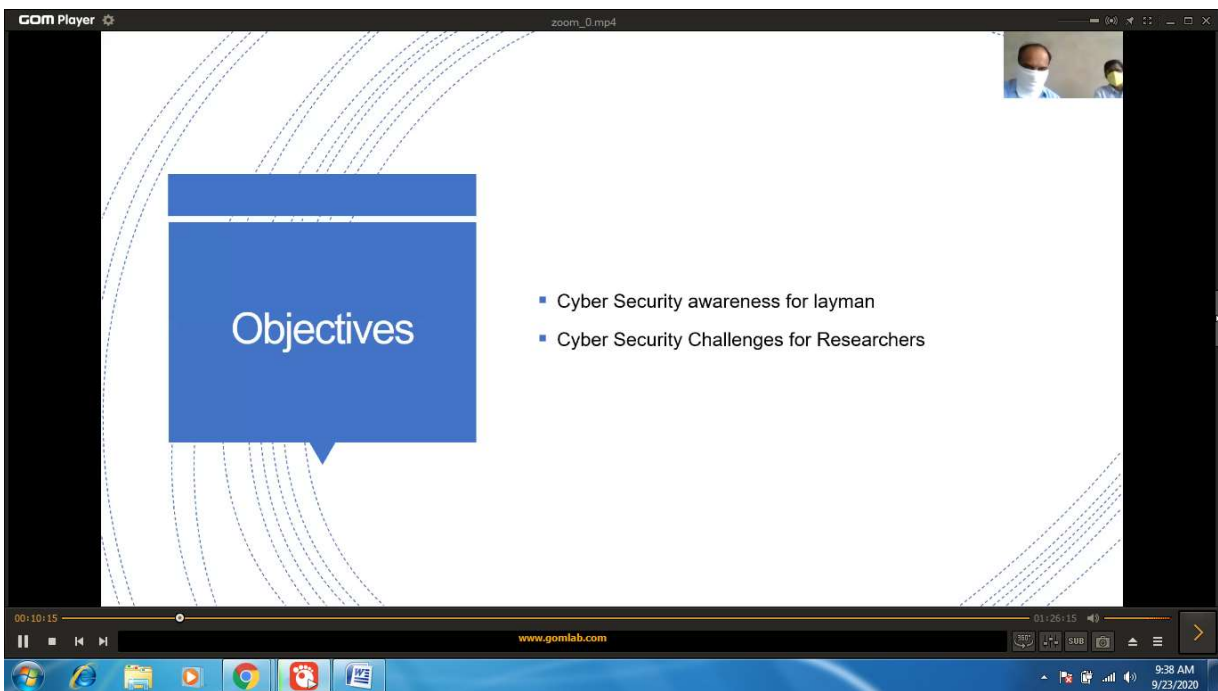 GOM Player
zoom_0.mp4
Objectives
Cyber Security awareness for layman
Cyber Security Challenges for Researchers
00:10:15
01:26:15
www.gomlab.com
360°
SUB
9:38 AM
9/23/2020